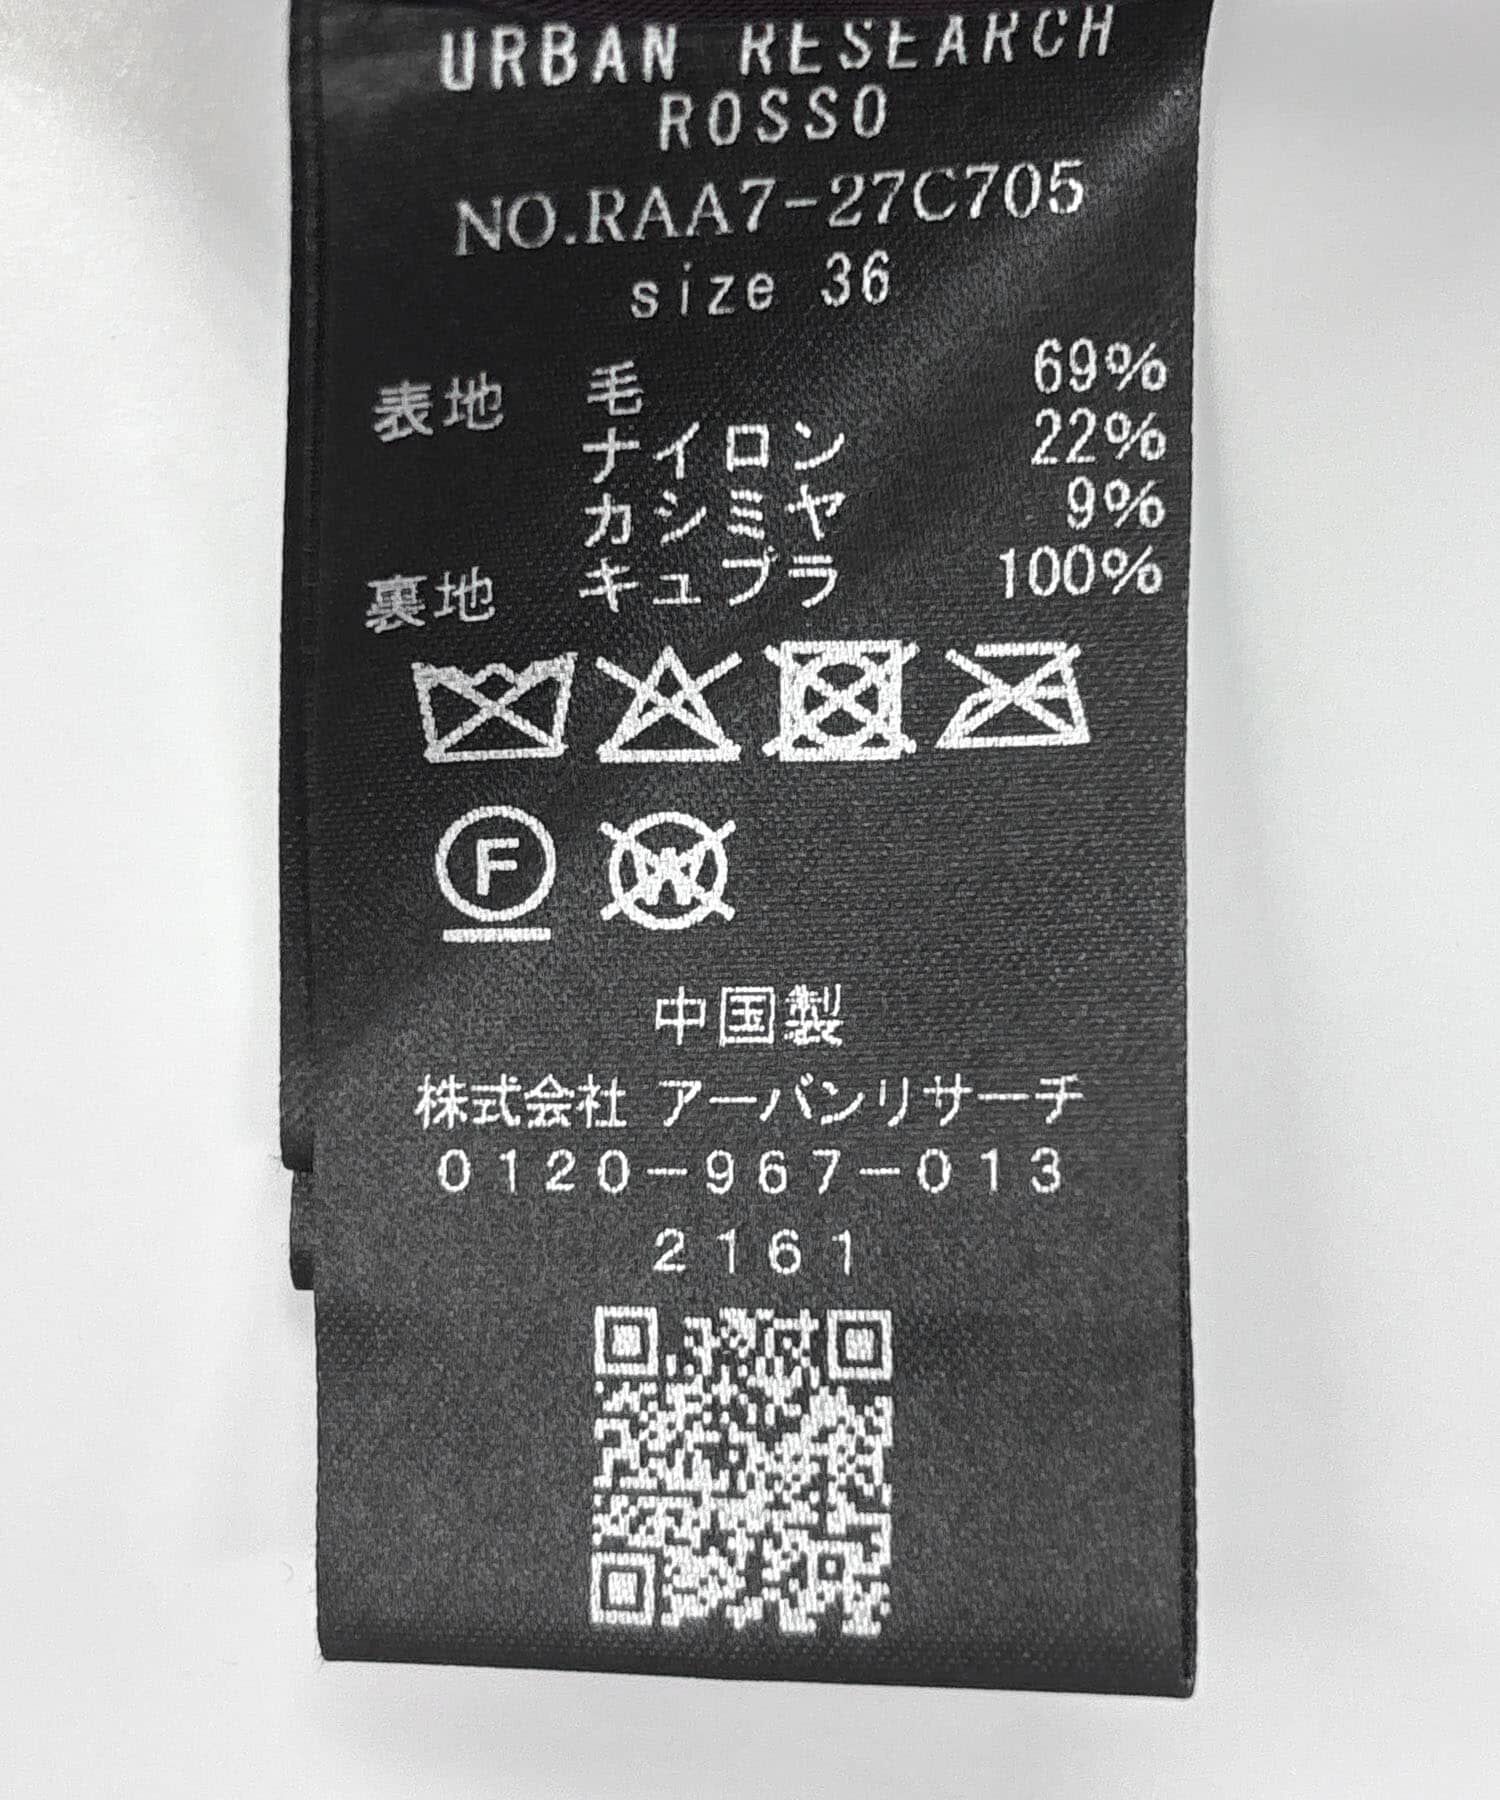 URBAN RESEARCH
ROSSO
NO.RAA7-27C705
size 36
表地 毛 69%
ナイロン 22%
カシミヤ 9%
裏地 キュプラ 100%
F W
中国製
株式会社 アーバンリサーチ
0120-967-013
2161